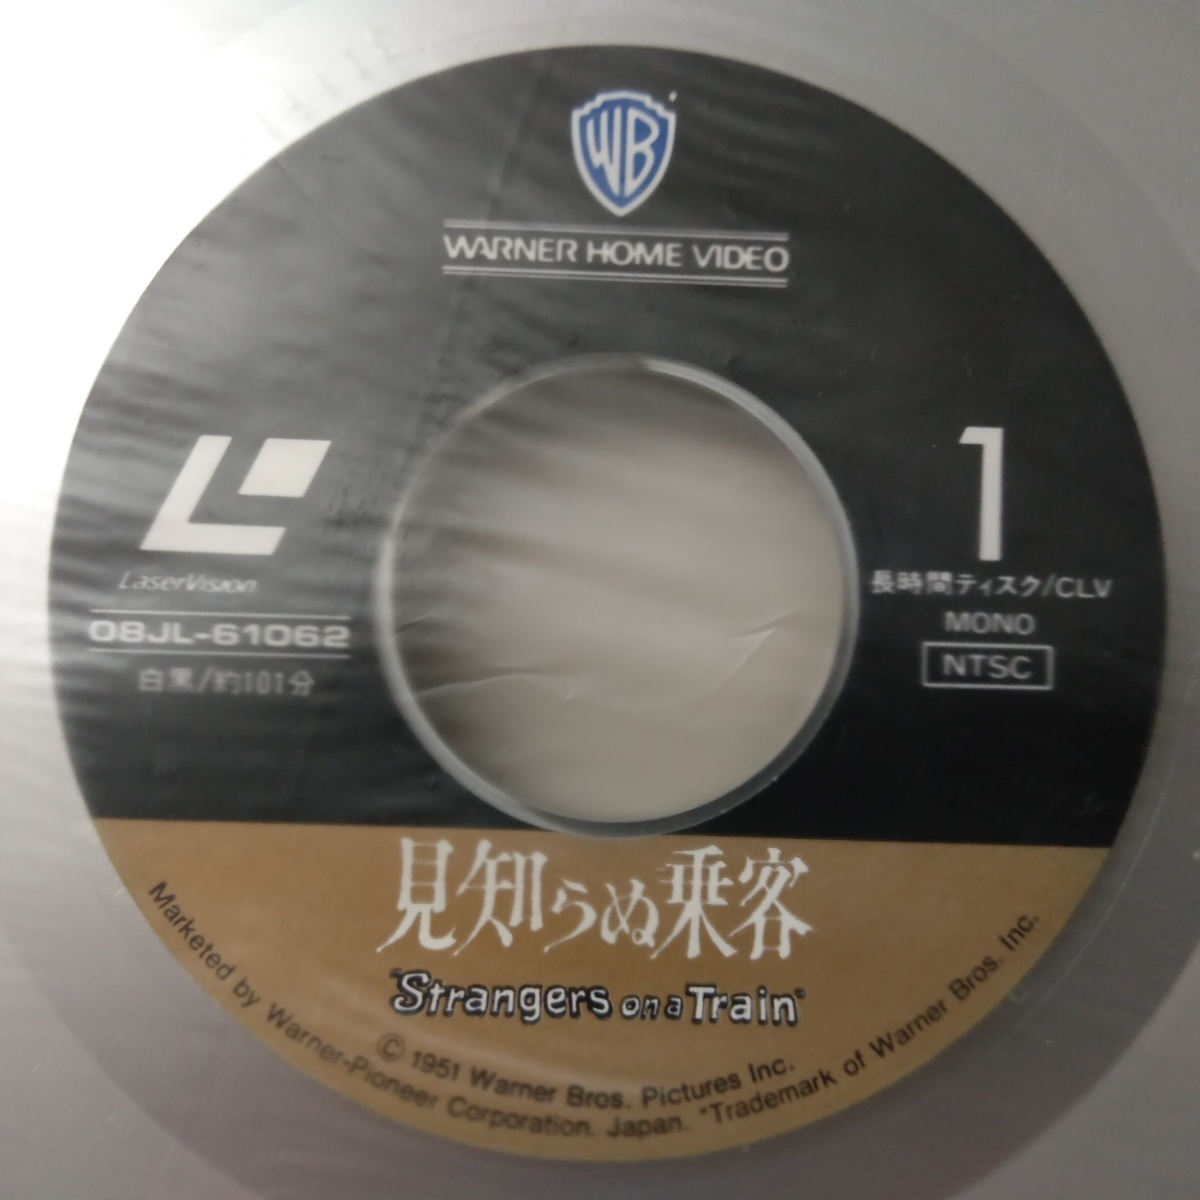 WB
WARNER HOME VIDEO
LaserVision
08JL-61062
白黒/約101分
1
長時間ディスク/CLV
MONO
NTSC
見知らぬ乗客
"Strangers on a Train"
© 1951 Warner Bros. Pictures Inc.
Marketed by Warner-Pioneer Corporation. Japan. *Trademark of Warner Bros. Inc.